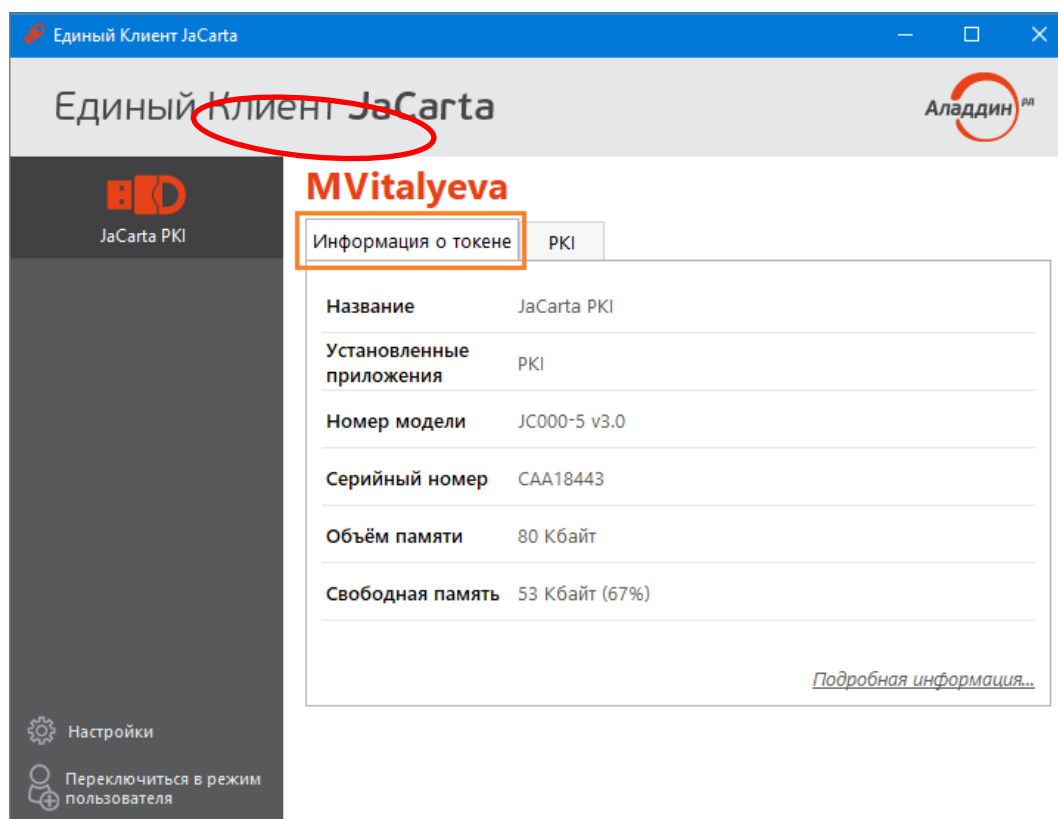 Единый Клиент JaCarta
Единый Клиент JaCarta
Аладдин РД
JaCarta PKI
MVitalyeva
Информация о токене
PKI
Название JaCarta PKI
Установленные
приложения
PKI
Номер модели JC000-5 v3.0
Серийный номер CAA18443
Объём памяти 80 Кбайт
Свободная память 53 Кбайт (67%)
Подробная информация...
Настройки
Переключиться в режим
пользователя